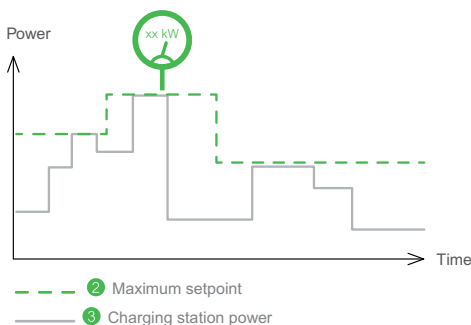 Power
xx kW
Time
2 Maximum setpoint
3 Charging station power